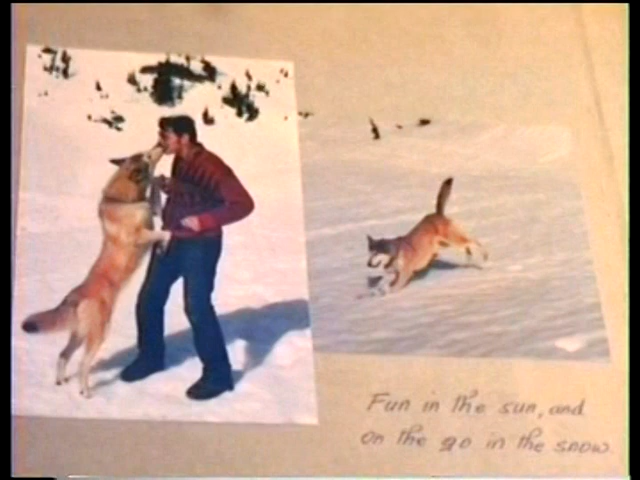 Fun in the sun, and
on the go in the snow.